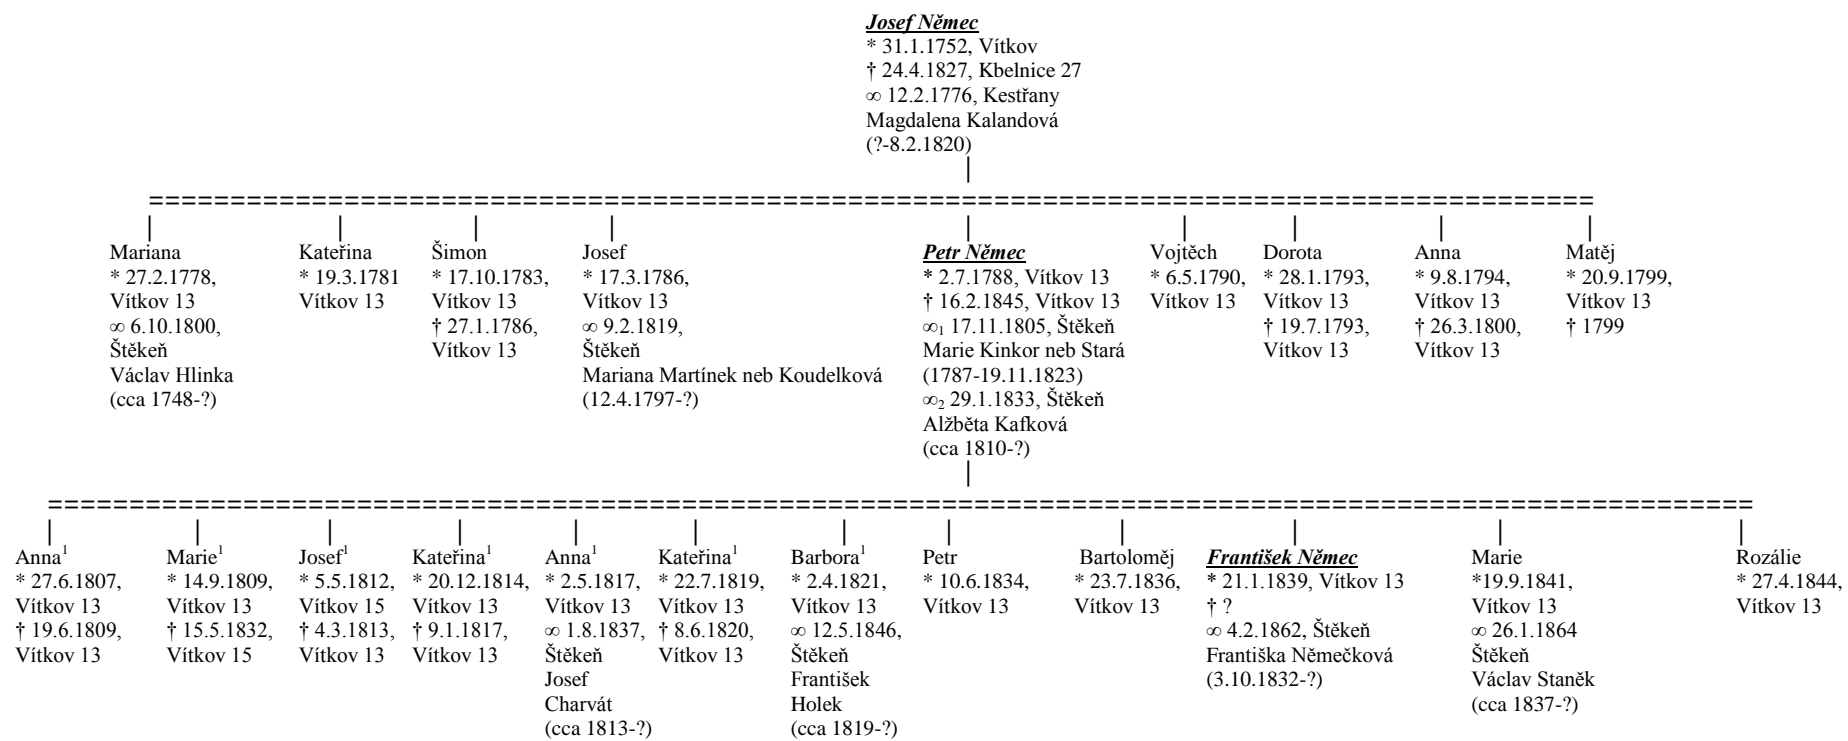 Josef Němec
* 31.1.1752, Vítkov
† 24.4.1827, Kbelnice 27
∞ 12.2.1776, Kestřany
Magdalena Kalandová
(?-8.2.1820)
Mariana
* 27.2.1778,
Vítkov 13
∞ 6.10.1800,
Štěkeň
Václav Hlinka
(cca 1748-?)
Kateřina
* 19.3.1781
Vítkov 13
Šimon
* 17.10.1783,
Vítkov 13
† 27.1.1786,
Vítkov 13
Josef
* 17.3.1786,
Vítkov 13
∞ 9.2.1819,
Štěkeň
Mariana Martínek neb Koudelková
(12.4.1797-?)
Petr Němec
* 2.7.1788, Vítkov 13
† 16.2.1845, Vítkov 13
∞₁ 17.11.1805, Štěkeň
Marie Kinkor neb Stará
(1787-19.11.1823)
∞₂ 29.1.1833, Štěkeň
Alžběta Kafková
(cca 1810-?)
Vojtěch
* 6.5.1790,
Vítkov 13
Dorota
* 28.1.1793,
Vítkov 13
† 19.7.1793,
Vítkov 13
Anna
* 9.8.1794,
Vítkov 13
† 26.3.1800,
Vítkov 13
Matěj
* 20.9.1799,
Vítkov 13
† 1799
Anna¹
* 27.6.1807,
Vítkov 13
† 19.6.1809,
Vítkov 13
Marie¹
* 14.9.1809,
Vítkov 13
† 15.5.1832,
Vítkov 15
Josef¹
* 5.5.1812,
Vítkov 15
† 4.3.1813,
Vítkov 13
Kateřina¹
* 20.12.1814,
Vítkov 13
† 9.1.1817,
Vítkov 13
Anna¹
* 2.5.1817,
Vítkov 13
∞ 1.8.1837,
Štěkeň
Josef
Charvát
(cca 1813-?)
Kateřina¹
* 22.7.1819,
Vítkov 13
† 8.6.1820,
Vítkov 13
Barbora¹
* 2.4.1821,
Vítkov 13
∞ 12.5.1846,
Štěkeň
František
Holek
(cca 1819-?)
Petr
* 10.6.1834,
Vítkov 13
Bartoloměj
* 23.7.1836,
Vítkov 13
František Němec
* 21.1.1839, Vítkov 13
† ?
∞ 4.2.1862, Štěkeň
Františka Němečková
(3.10.1832-?)
Marie
*19.9.1841,
Vítkov 13
∞ 26.1.1864
Štěkeň
Václav Staněk
(cca 1837-?)
Rozálie
* 27.4.1844,
Vítkov 13